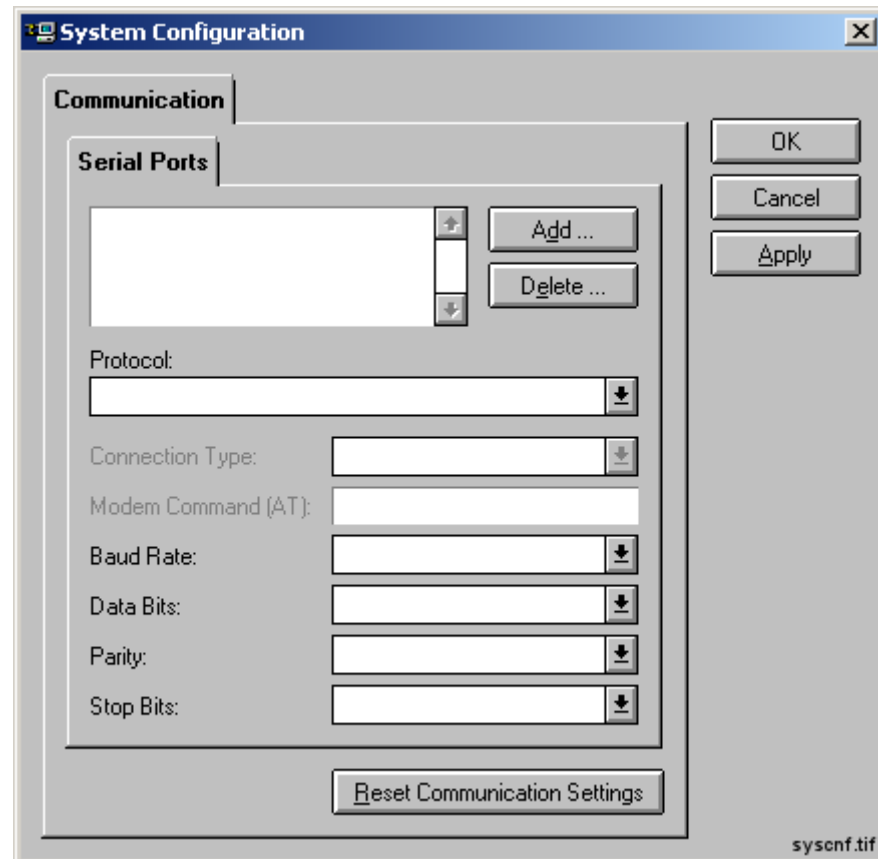 System Configuration
Communication
Serial Ports
OK
Cancel
Apply
Add ...
Delete ...
Protocol:
Connection Type:
Modem Command (AT):
Baud Rate:
Data Bits:
Parity:
Stop Bits:
Reset Communication Settings
syscnf.tif